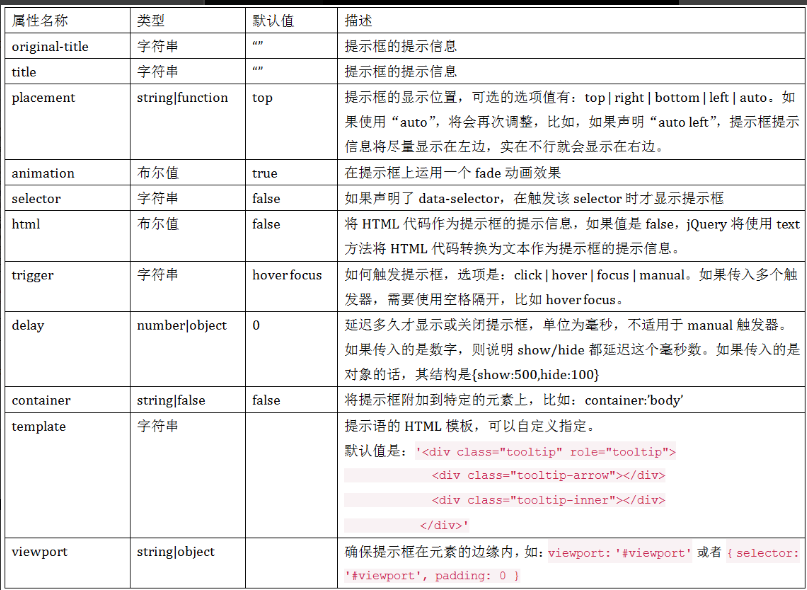 属性名称 类型 默认值 描述
original-title 字符串 “” 提示框的提示信息
title 字符串 “” 提示框的提示信息
placement string|function top 提示框的显示位置，可选的选项值有：top | right | bottom | left | auto。如
果使用“auto”，将会再次调整，比如，如果声明“auto left”，提示框提示
信息将尽量显示在左边，实在不行就会显示在右边。
animation 布尔值 true 在提示框上运用一个 fade 动画效果
selector 字符串 false 如果声明了 data-selector，在触发该 selector 时才显示提示框
html 布尔值 false 将 HTML 代码作为提示框的提示信息，如果值是 false，jQuery 将使用 text
方法将 HTML 代码转换为文本作为提示框的提示信息。
trigger 字符串 hover focus 如何触发提示框，选项是：click | hover | focus | manual。如果传入多个触
发器，需要使用空格隔开，比如 hover focus。
delay number|object 0 延迟多久才显示或关闭提示框，单位为毫秒，不适用于 manual 触发器。
如果传入的是数字，则说明 show/hide 都延迟这个毫秒数。如果传入的是
对象的话，其结构是{show:500,hide:100}
container string|false false 将提示框附加到特定的元素上，比如：container:'body'
template 字符串 提示语的 HTML 模板，可以自定义指定。
默认值是：'<div class="tooltip" role="tooltip">
<div class="tooltip-arrow"></div>
<div class="tooltip-inner"></div>
</div>'
viewport string|object 确保提示框在元素的边缘内，如：viewport: '#viewport' 或者 { selector:
'#viewport', padding: 0 }